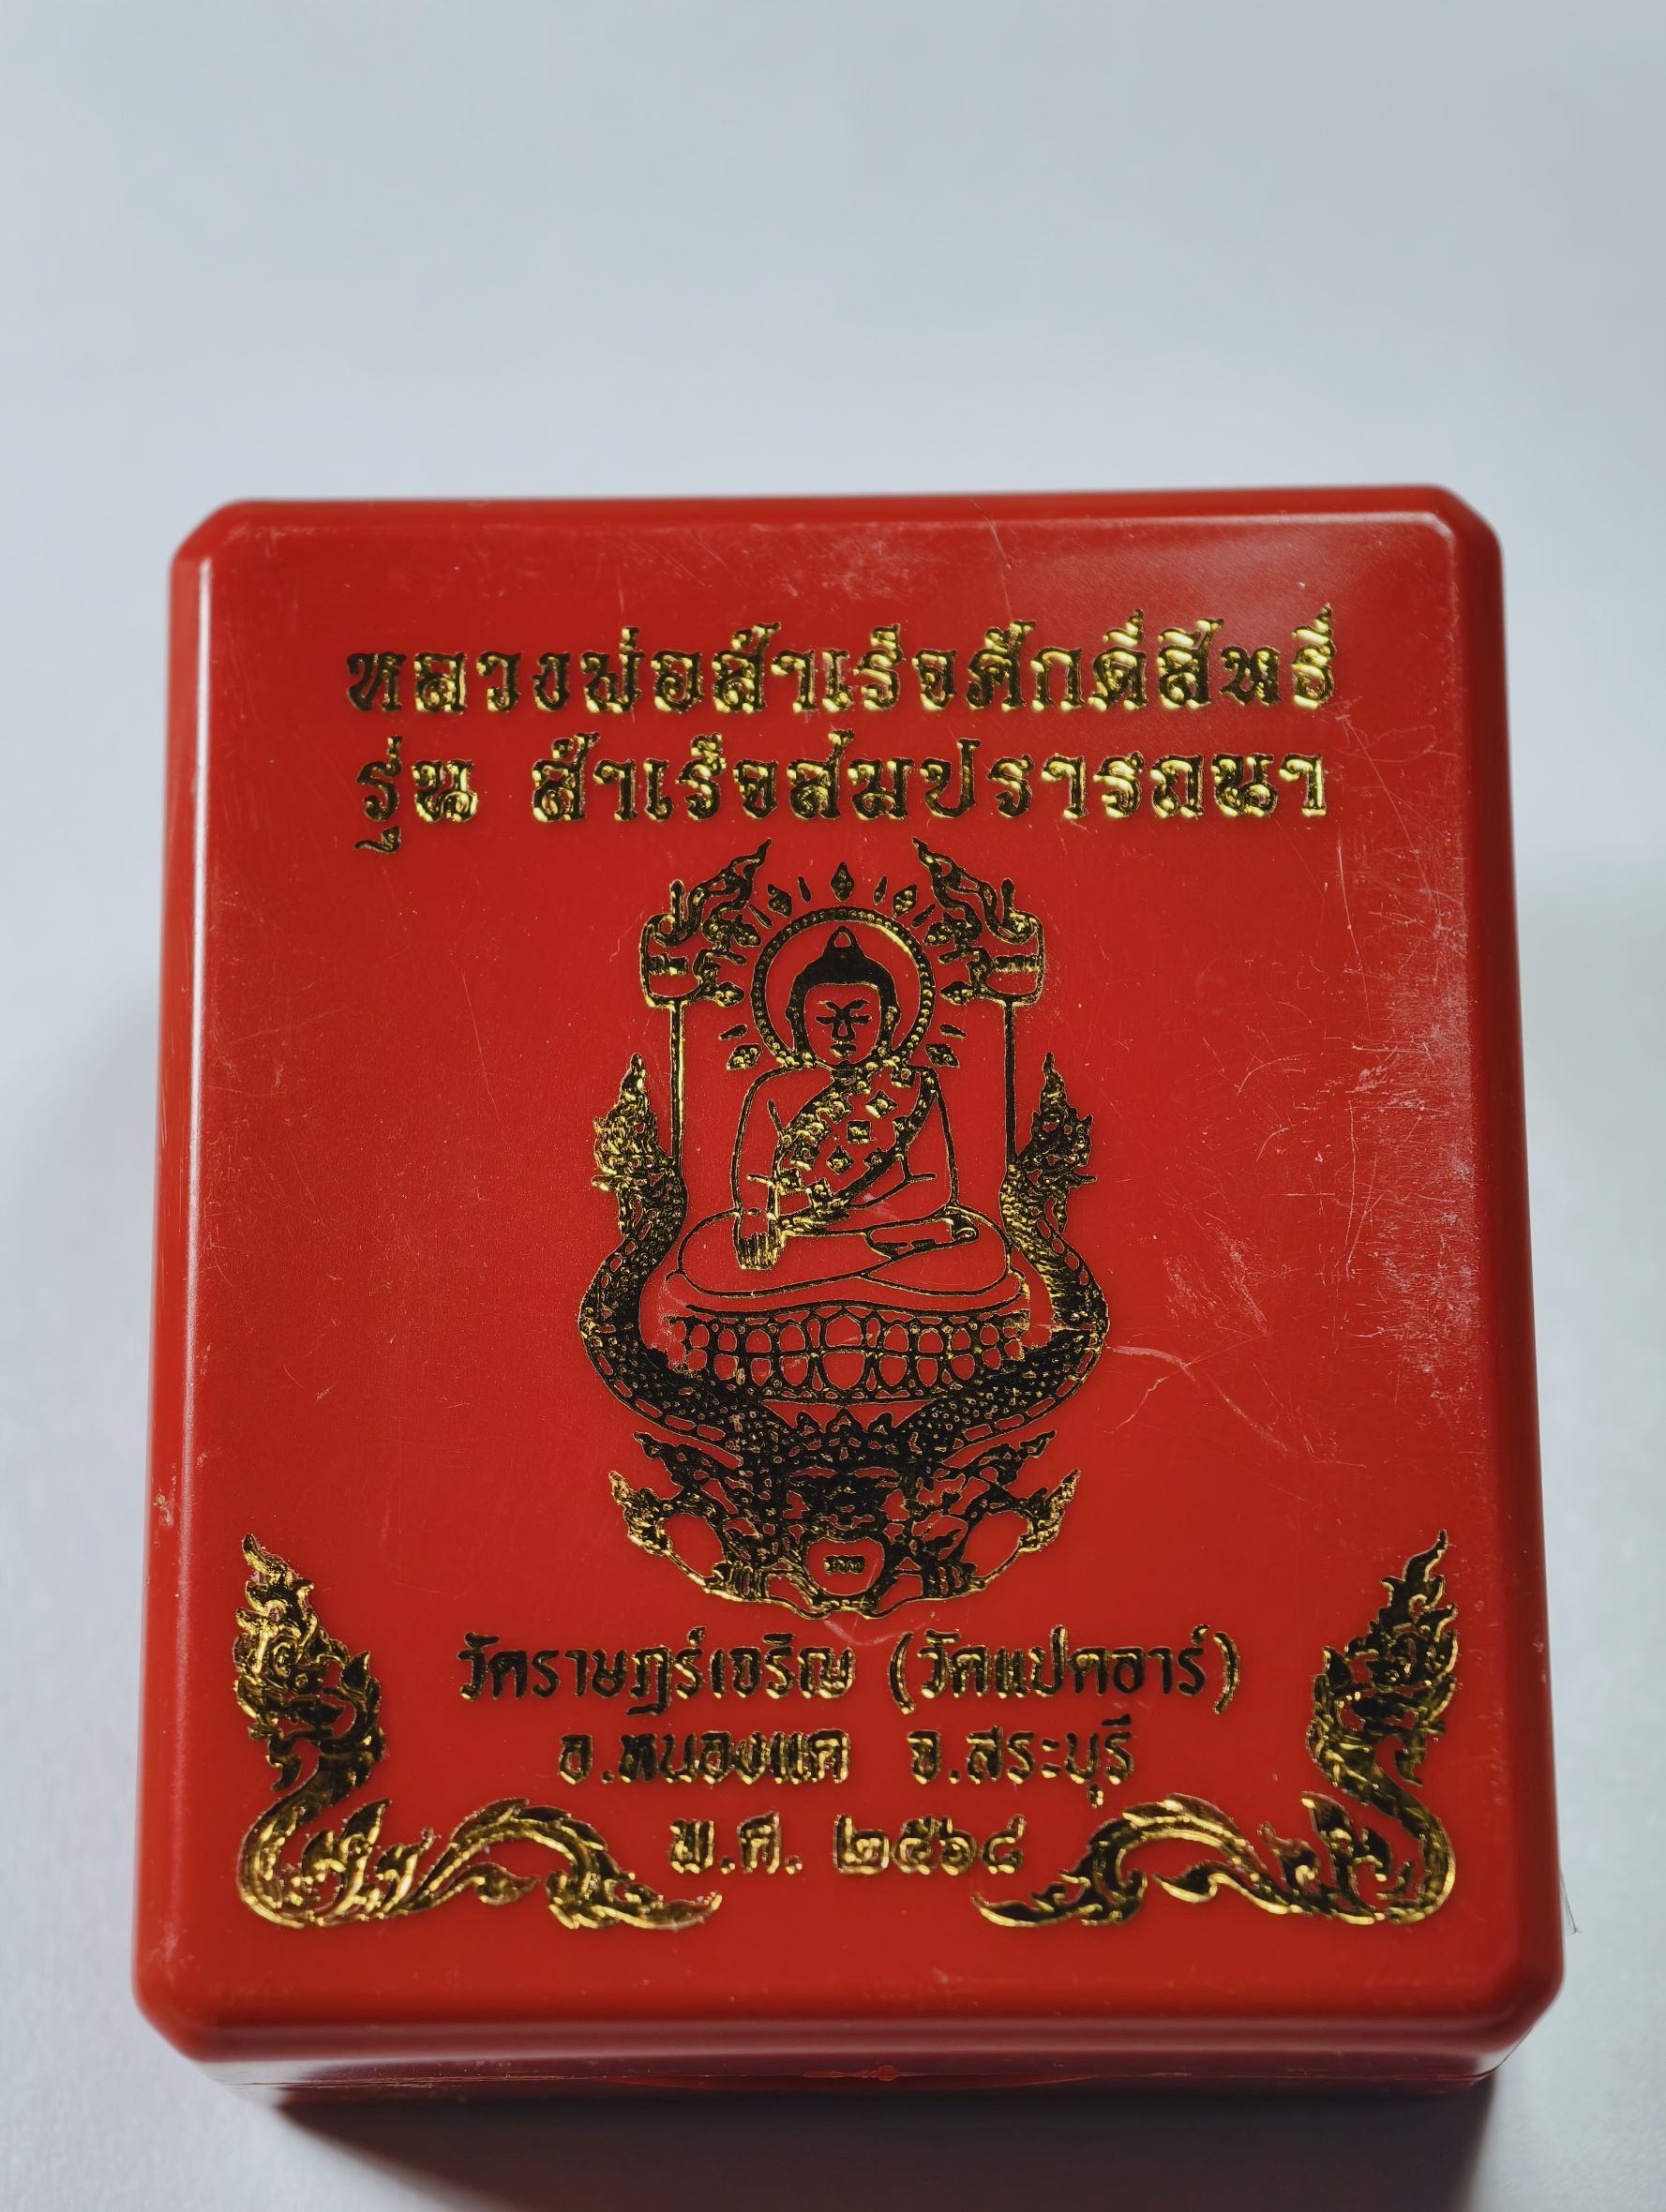 หลวงพ่อสำเร็จศักดิ์สิทธิ์
รุ่น สำเร็จสมปรารถนา
วัดราษฎร์เจริญ (วัดแปดอาร์)
อ.หนองแค จ.สระบุรี
พ.ศ. ๒๕๖๘